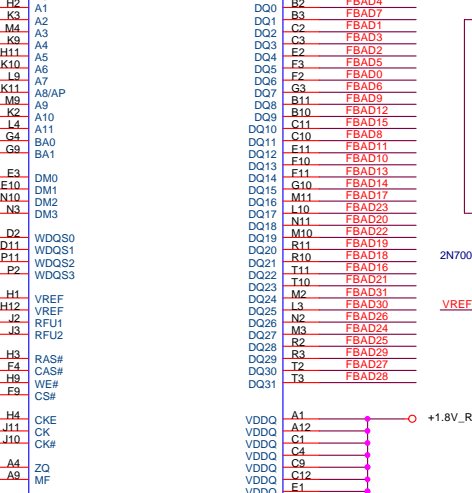 H2 A1 DQ0 B2 FBAD4
K3 A2 DQ1 B3 FBAD7
M4 A3 DQ2 C2 FBAD1
K9 A4 DQ3 C3 FBAD3
H11 A5 DQ4 E2 FBAD2
K10 A6 DQ5 F3 FBAD5
L9 A7 DQ6 F2 FBAD0
K11 A8/AP DQ7 G3 FBAD6
M9 A9 DQ8 B11 FBAD9
K2 A10 DQ9 B10 FBAD12
L4 A11 DQ10 C11 FBAD15
G4 BA0 DQ11 C10 FBAD8
G9 BA1 DQ12 E11 FBAD11
DQ13 F10 FBAD10
E3 DM0 DQ14 F11 FBAD13
E10 DM1 DQ15 G10 FBAD14
N10 DM2 DQ16 M11 FBAD17
N3 DM3 DQ17 L10 FBAD23
DQ18 N11 FBAD20
D2 WDQS0 DQ19 M10 FBAD22
D11 WDQS1 DQ20 R11 FBAD19
P11 WDQS2 DQ21 R10 FBAD18
P2 WDQS3 DQ22 T11 FBAD16
DQ23 T10 FBAD21
H1 VREF DQ24 M2 FBAD31
H12 VREF DQ25 L3 FBAD30
J2 RFU1 DQ26 N2 FBAD26
J3 RFU2 DQ27 M3 FBAD24
DQ28 R2 FBAD25
H3 RAS# DQ29 R3 FBAD29
F4 CAS# DQ30 T2 FBAD27
H9 WE# DQ31 T3 FBAD28
F9 CS#
H4 CKE VDDQ A1 +1.8V_R
J11 CK VDDQ A12
J10 CK# VDDQ C1
VDDQ C4
A4 ZQ VDDQ C9
A9 MF VDDQ C12
VDDQ E1
2N700
VREF